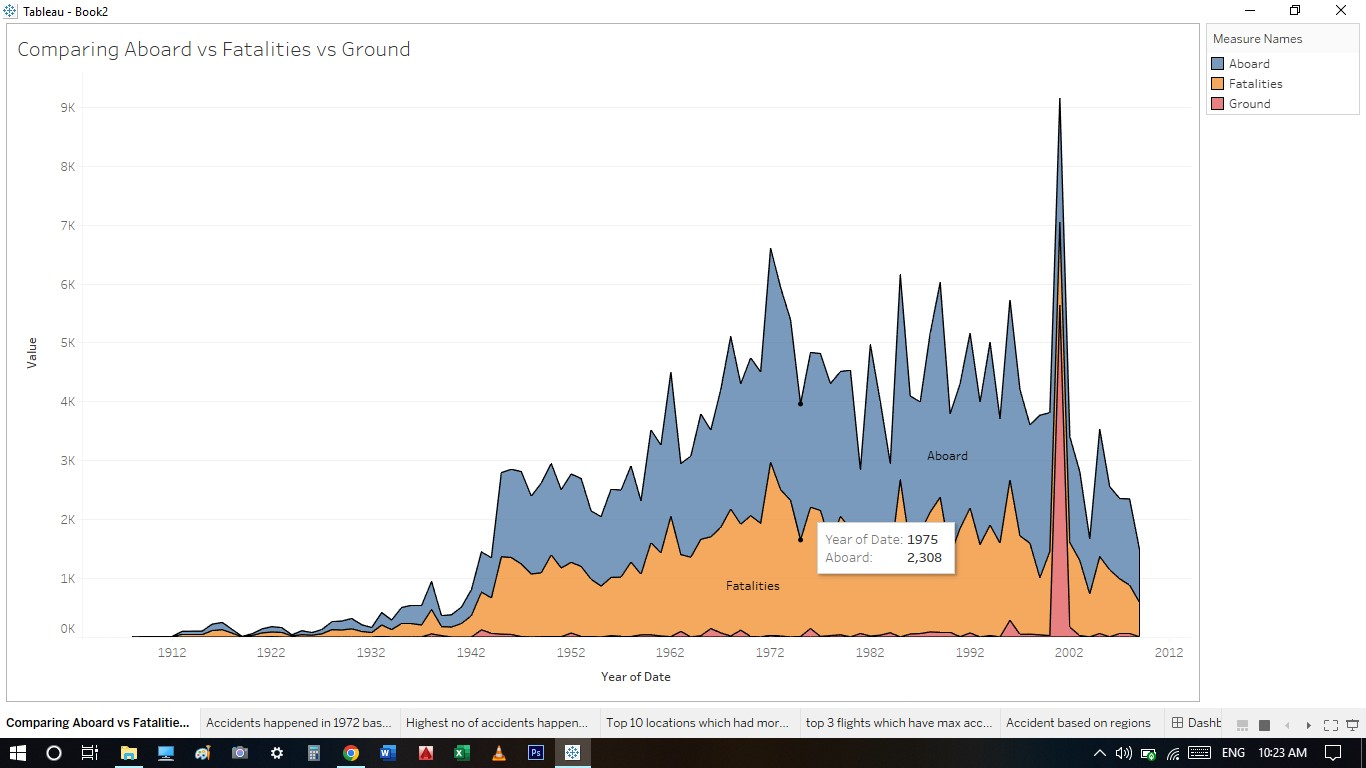 Tableau - Book2
Comparing Aboard vs Fatalities vs Ground
Measure Names
Aboard
Fatalities
Ground
9K
8K
7K
6K
5K
4K
3K
2K
1K
0K
Value
Aboard
Fatalities
Year of Date: 1975
Aboard: 2,308
1912 1922 1932 1942 1952 1962 1972 1982 1992 2002 2012
Year of Date
Comparing Aboard vs Fatalitie... Accidents happened in 1972 bas... Highest no of accidents happen... Top 10 locations which had mor... top 3 flights which have max acc... Accident based on regions Dashb
ENG 10:23 AM